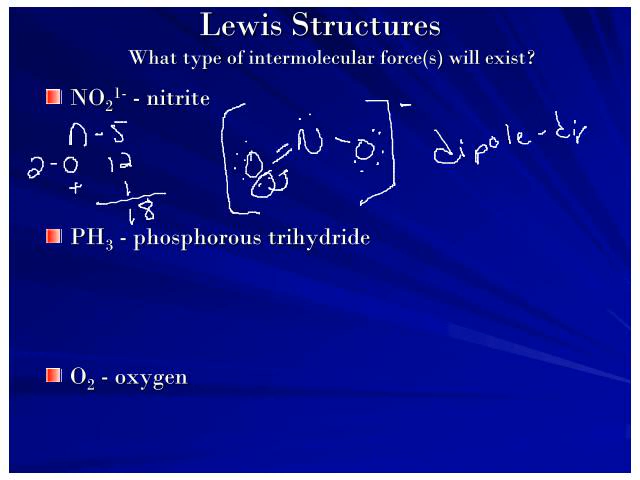 Lewis Structures
What type of intermolecular force(s) will exist?
NO₂¹⁻ - nitrite
n - 5
2 - O 12
+ 1
18
[O = N - O]⁻
dipole-dip
PH₃ - phosphorous trihydride
O₂ - oxygen